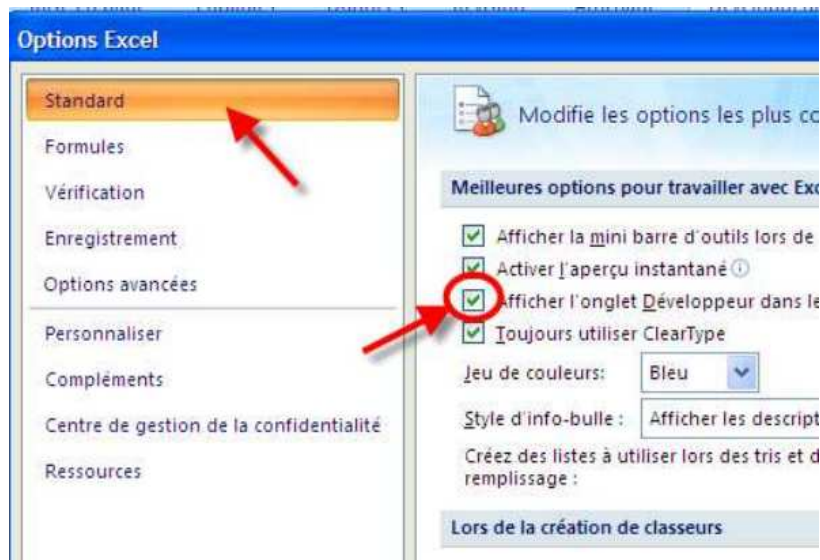 Options Excel
Standard
Formules
Vérification
Enregistrement
Options avancées
Personnaliser
Compléments
Centre de gestion de la confidentialité
Ressources
Modifie les options les plus co
Meilleures options pour travailler avec Exc
Afficher la mini barre d'outils lors de
Activer l'aperçu instantané
Afficher l'onglet Développeur dans le
Toujours utiliser ClearType
Jeu de couleurs: Bleu
Style d'info-bulle : Afficher les descript
Créez des listes à utiliser lors des tris et d
remplissage :
Lors de la création de classeurs